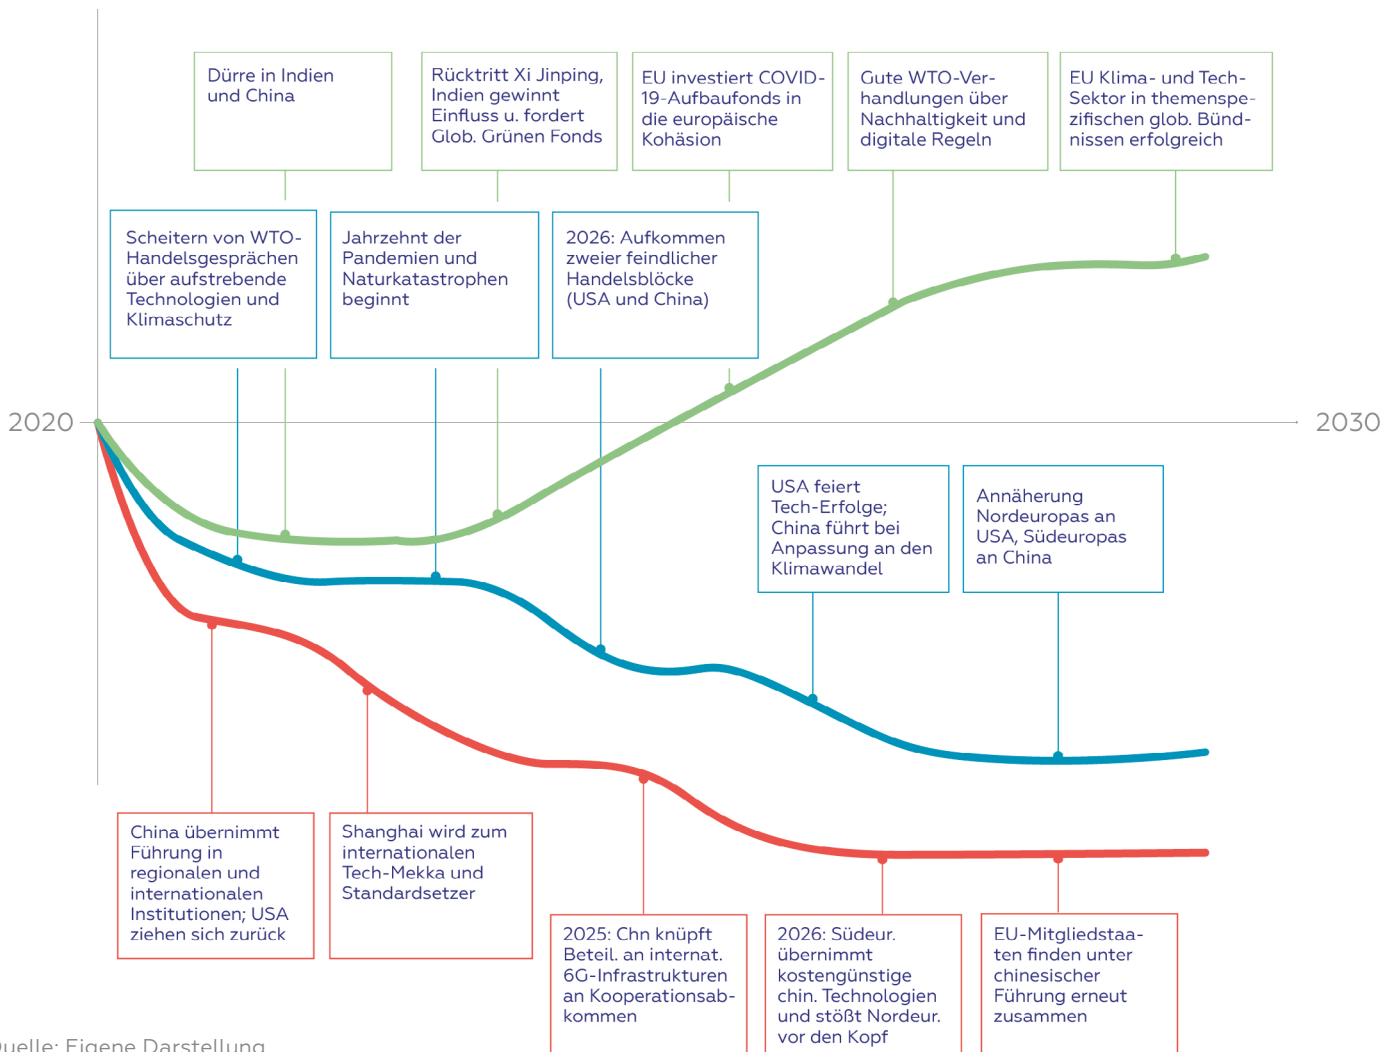 Dürre in Indien
und China
Rücktritt Xi Jinping,
Indien gewinnt
Einfluss u. fordert
Glob. Grünen Fonds
EU investiert COVID-
19-Aufbaufonds in
die europäische
Kohäsion
Gute WTO-Ver-
handlungen über
Nachhaltigkeit und
digitale Regeln
EU Klima- und Tech-
Sektor in themenspe-
zifischen glob. Bünd-
nissen erfolgreich
Scheitern von WTO-
Handelsgesprächen
über aufstrebende
Technologien und
Klimaschutz
Jahrzehnt der
Pandemien und
Naturkatastrophen
beginnt
2026: Aufkommen
zweier feindlicher
Handelsblöcke
(USA und China)
2020
2030
USA feiert
Tech-Erfolge;
China führt bei
Anpassung an den
Klimawandel
Annäherung
Nordeuropas an
USA, Südeuropas
an China
China übernimmt
Führung in
regionalen und
internationalen
Institutionen; USA
ziehen sich zurück
Shanghai wird zum
internationalen
Tech-Mekka und
Standardsetzer
2025: Chn knüpft
Beteil. an internat.
6G-Infrastrukturen
an Kooperationsab-
kommen
2026: Südeur.
übernimmt
kostengünstige
chin. Technologien
und stößt Nordeur.
vor den Kopf
EU-Mitgliedstaa-
ten finden unter
chinesischer
Führung erneut
zusammen
Quelle: Eigene Darstellung